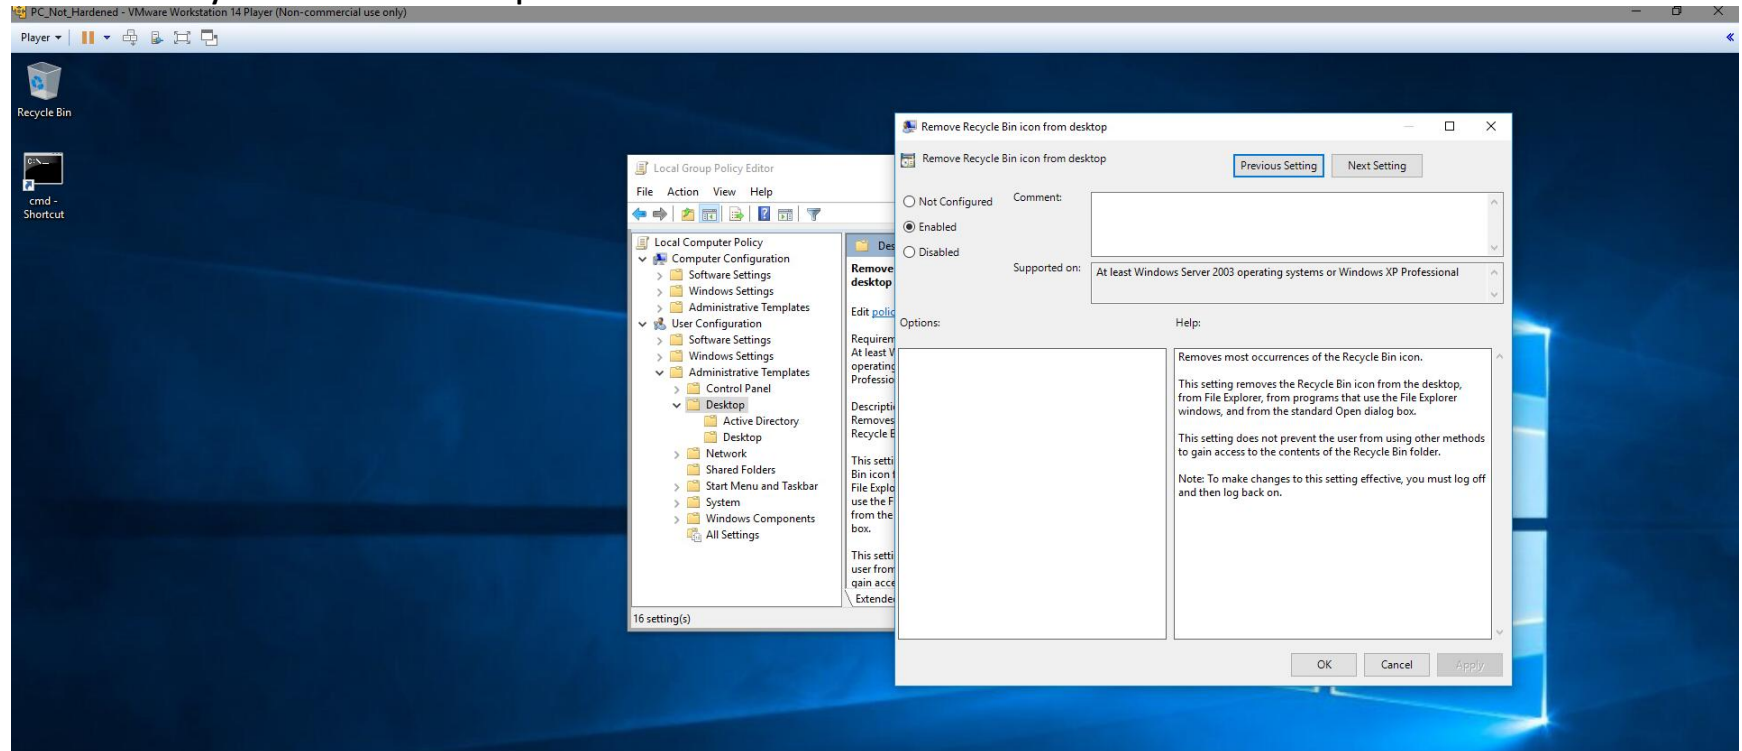 PC_Not_Hardened - VMware Workstation 14 Player (Non-commercial use only)
Player
Recycle Bin
cmd -
Shortcut
Local Group Policy Editor
File Action View Help
Local Computer Policy
Computer Configuration
Software Settings
Windows Settings
Administrative Templates
User Configuration
Software Settings
Windows Settings
Administrative Templates
Control Panel
Desktop
Active Directory
Desktop
Network
Shared Folders
Start Menu and Taskbar
System
Windows Components
All Settings
16 setting(s)
Des
Remove
desktop
Edit polic
Requirem
At least W
operating
Professio
Descripti
Removes
Recycle B
This setti
Bin icon f
File Explo
use the F
from the
box.
This setti
user from
gain acce
Extende
Remove Recycle Bin icon from desktop
Remove Recycle Bin icon from desktop
Previous Setting Next Setting
Not Configured
Enabled
Disabled
Comment:
Supported on:
At least Windows Server 2003 operating systems or Windows XP Professional
Options:
Help:
Removes most occurrences of the Recycle Bin icon.
This setting removes the Recycle Bin icon from the desktop,
from File Explorer, from programs that use the File Explorer
windows, and from the standard Open dialog box.
This setting does not prevent the user from using other methods
to gain access to the contents of the Recycle Bin folder.
Note: To make changes to this setting effective, you must log off
and then log back on.
OK Cancel Apply